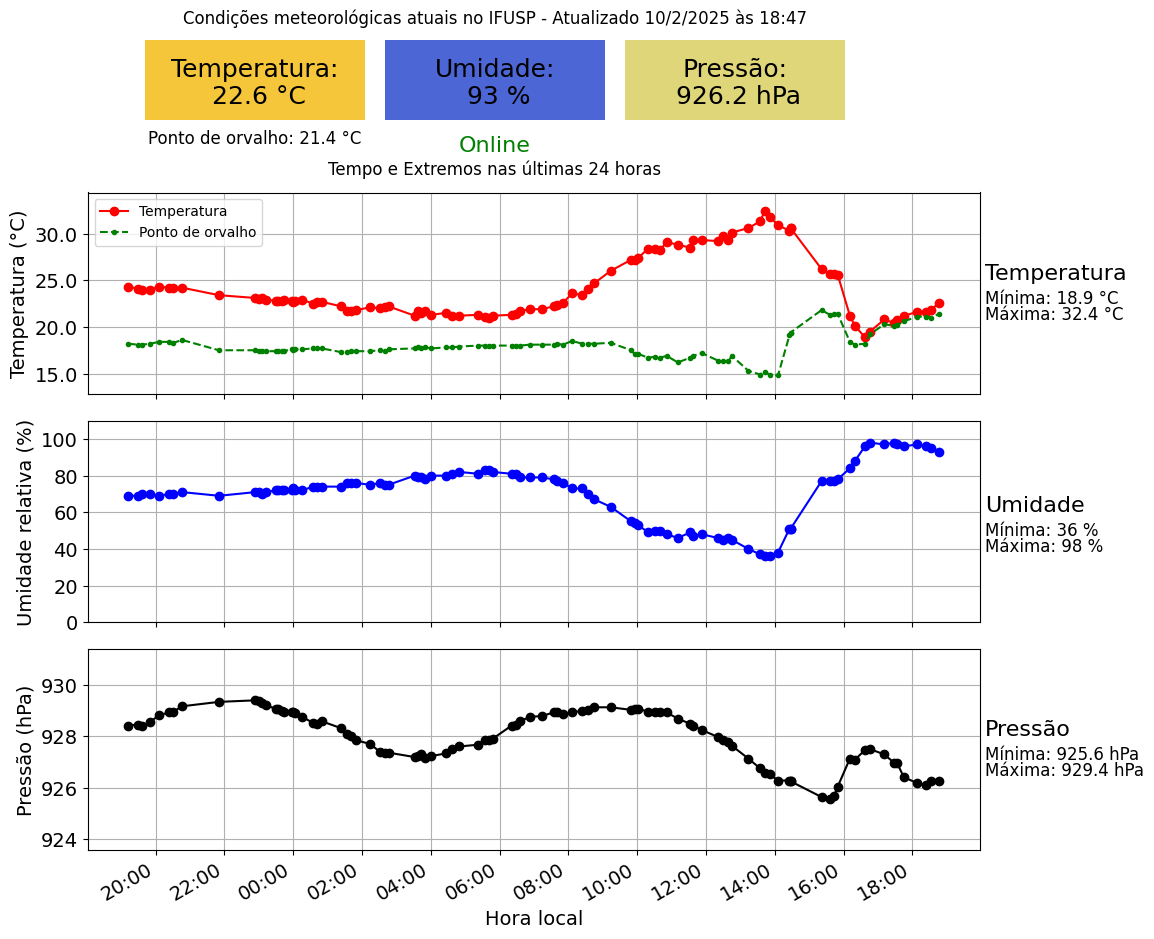 Condições meteorológicas atuais no IFUSP - Atualizado 10/2/2025 às 18:47
Temperatura:
22.6 °C
Umidade:
93 %
Pressão:
926.2 hPa
Ponto de orvalho: 21.4 °C
Online
Tempo e Extremos nas últimas 24 horas
Temperatura (°C)
30.0
25.0
20.0
15.0
Temperatura
Ponto de orvalho
Temperatura
Mínima: 18.9 °C
Máxima: 32.4 °C
Umidade relativa (%)
100
80
60
40
20
0
Umidade
Mínima: 36 %
Máxima: 98 %
Pressão (hPa)
930
928
926
924
Pressão
Mínima: 925.6 hPa
Máxima: 929.4 hPa
20:00
22:00
00:00
02:00
04:00
06:00
08:00
10:00
12:00
14:00
16:00
18:00
Hora local